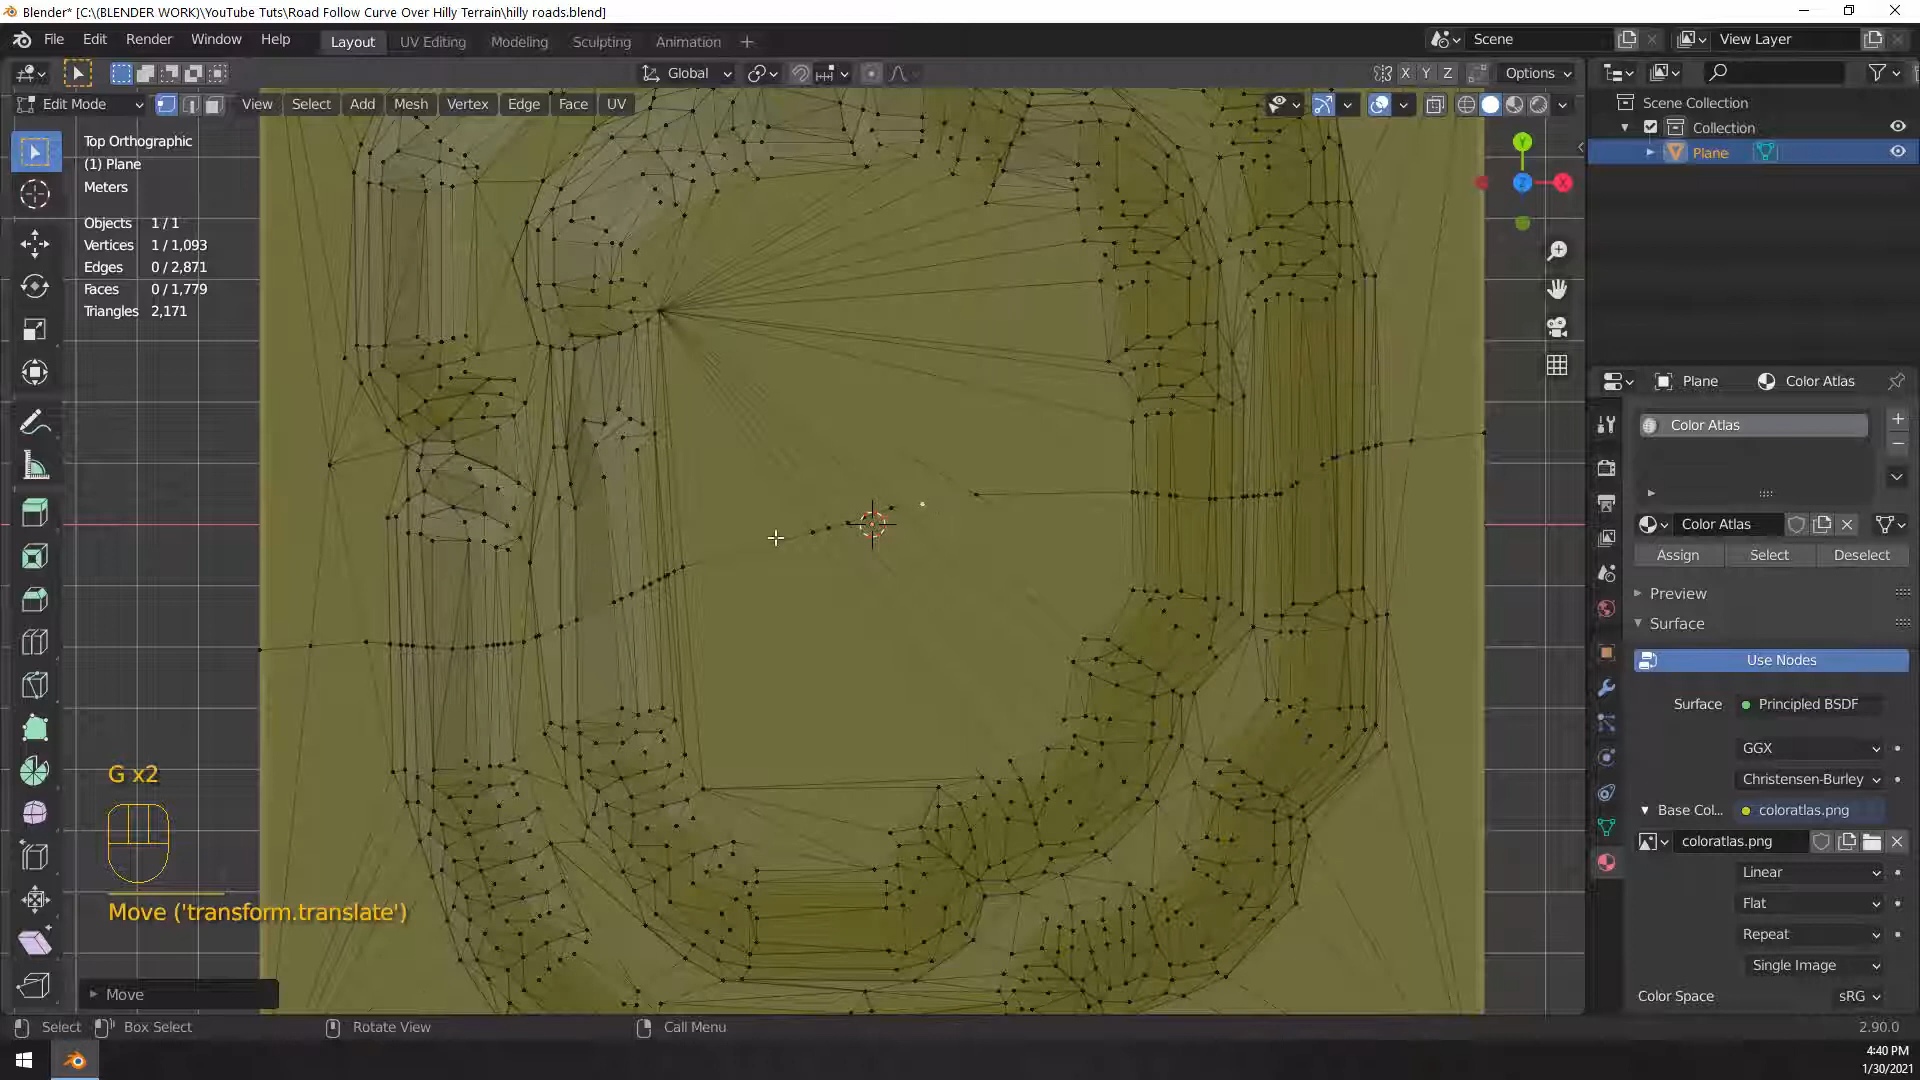 Blender* [C:\(BLENDER WORK)\YouTube Tuts\Road Follow Curve Over Hilly Terrain\hilly roads.blend]
File Edit Render Window Help Layout UV Editing Modeling Sculpting Animation + Scene View Layer
Global X Y Z Options
Edit Mode View Select Add Mesh Vertex Edge Face UV
Top Orthographic
(1) Plane
Meters
Objects 1 / 1
Vertices 1 / 1,093
Edges 0 / 2,871
Faces 0 / 1,779
Triangles 2,171
Y
Z
X
G x2
Move ('transform.translate')
Move
Scene Collection
Collection
Plane
Plane Color Atlas
Color Atlas
Color Atlas
Assign Select Deselect
Preview
Surface
Use Nodes
Surface Principled BSDF
GGX
Christensen-Burley
Base Col... coloratlas.png
coloratlas.png
Linear
Flat
Repeat
Single Image
Color Space sRG
Select Box Select Rotate View Call Menu 2.90.0
4:40 PM
1/30/2021